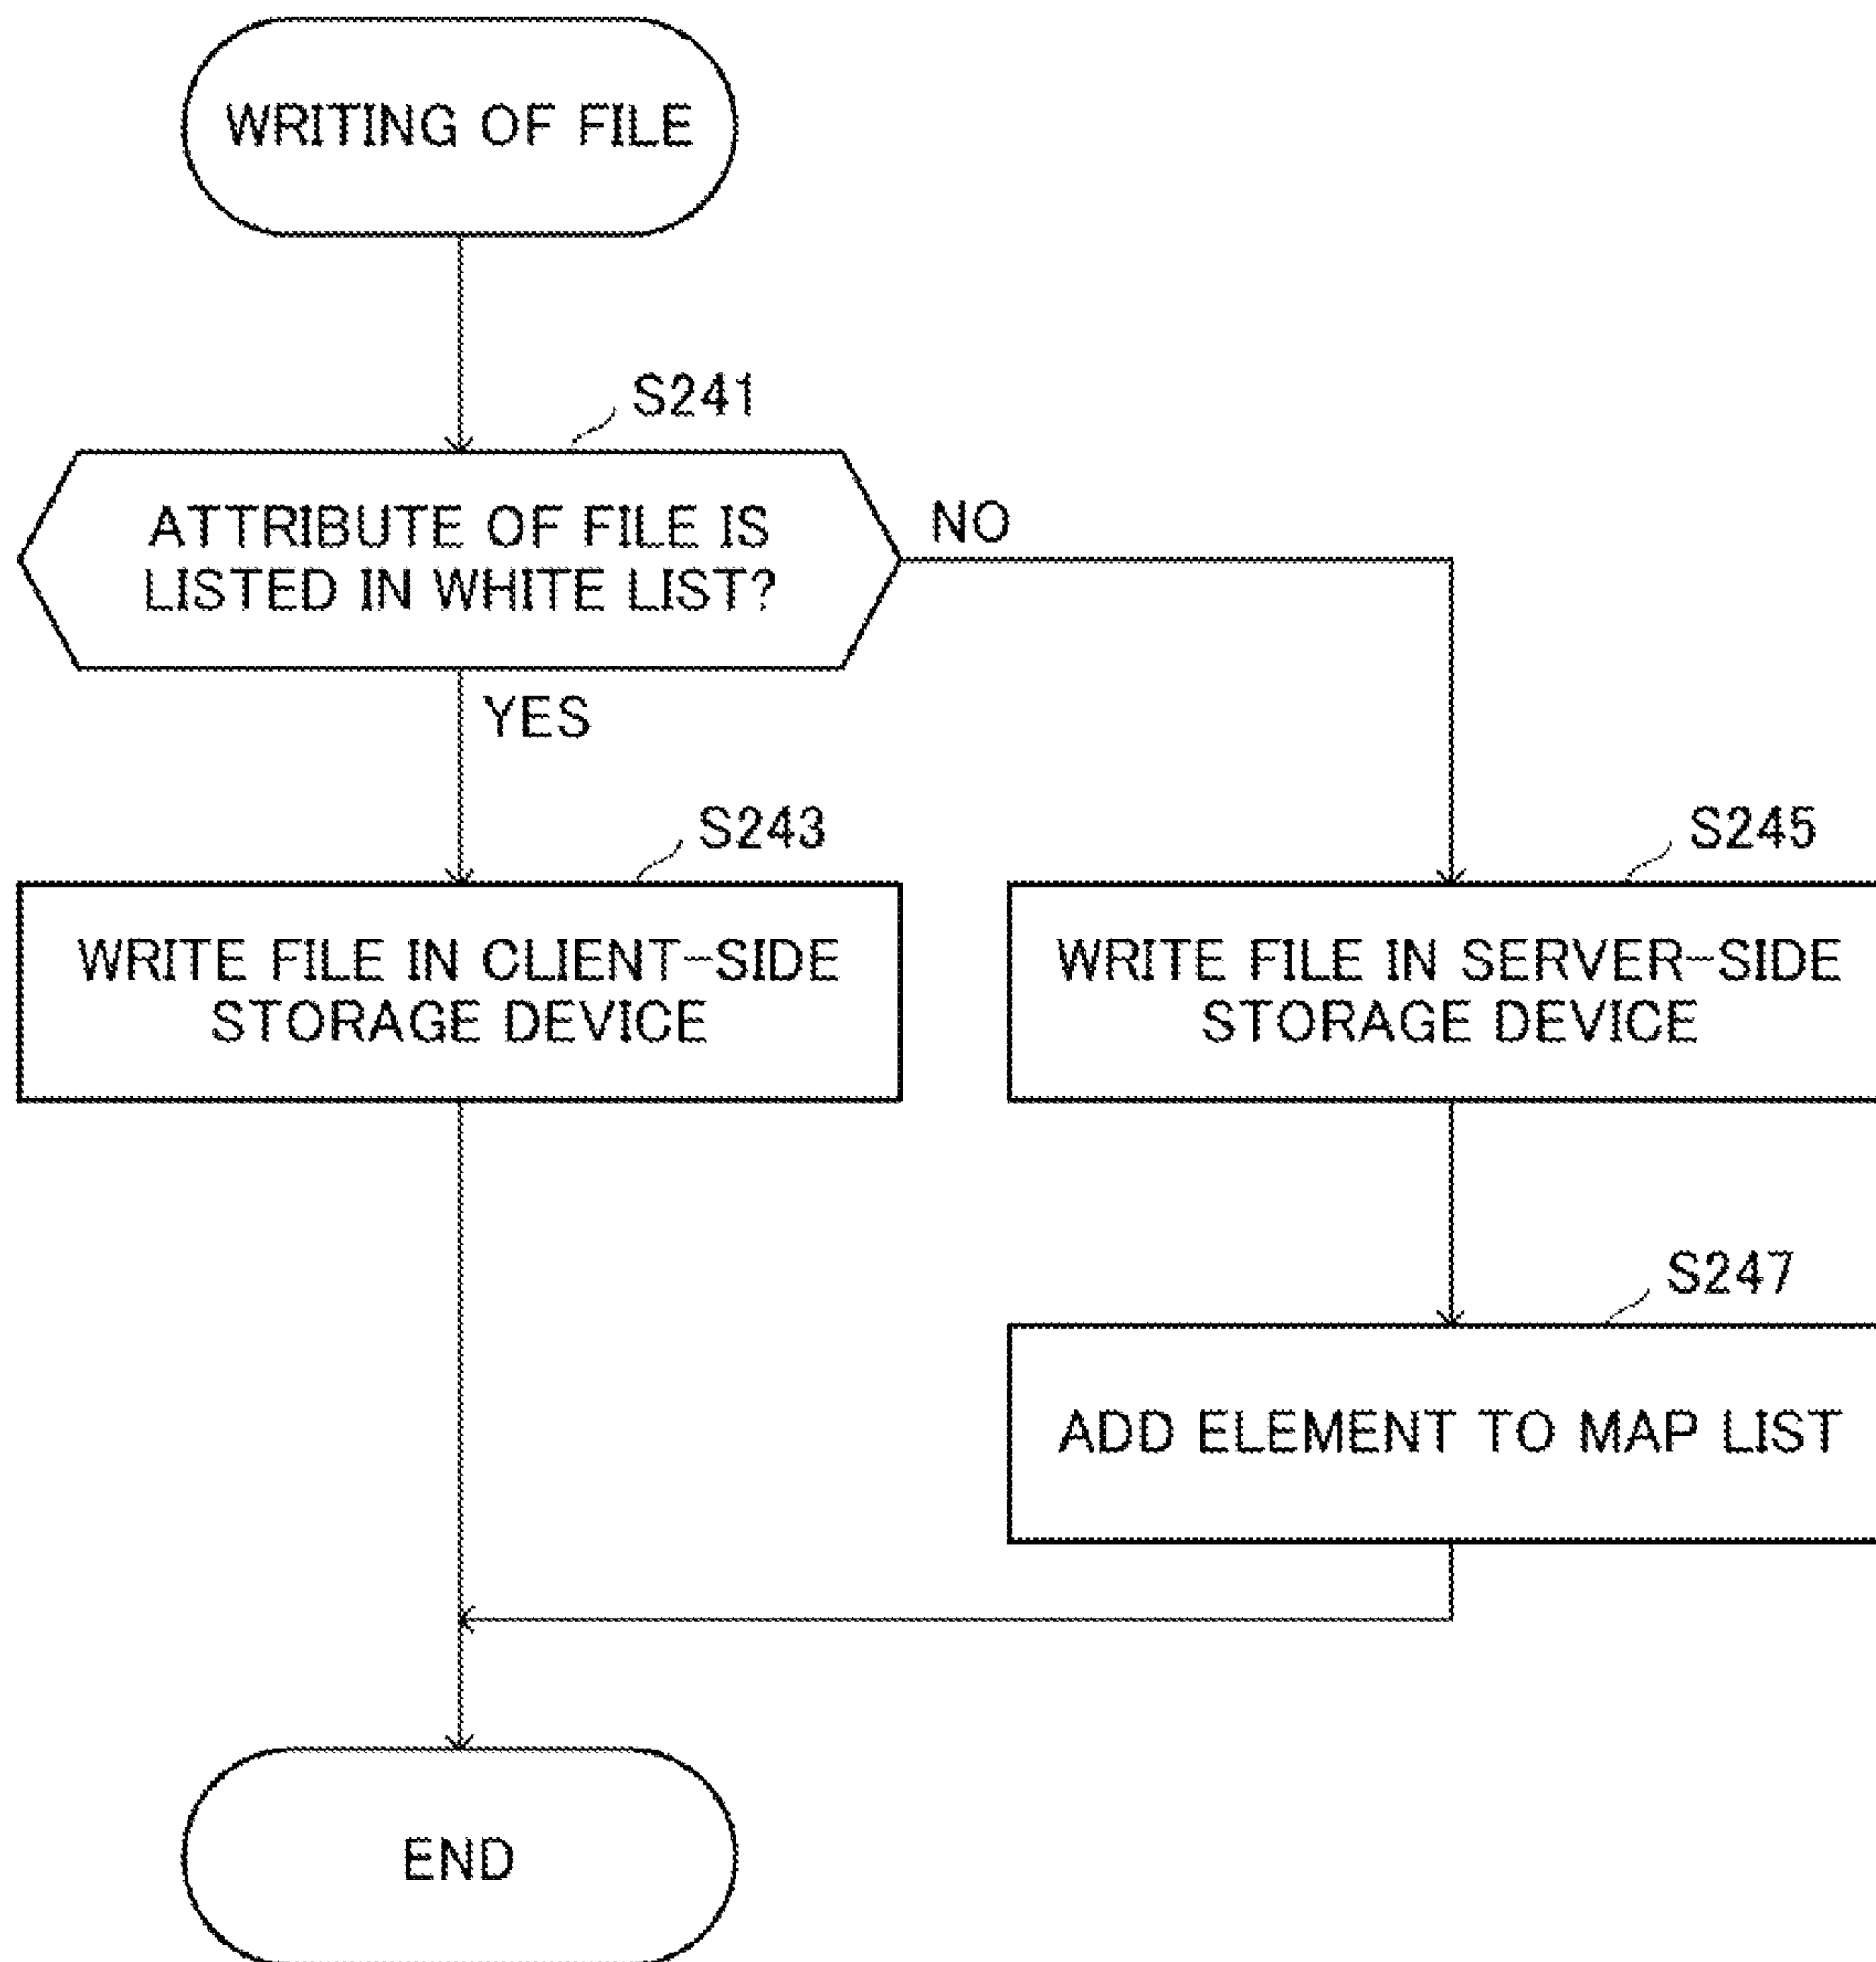 WRITING OF FILE
S241
ATTRIBUTE OF FILE IS
LISTED IN WHITE LIST?
NO
YES
S243
WRITE FILE IN CLIENT-SIDE
STORAGE DEVICE
S245
WRITE FILE IN SERVER-SIDE
STORAGE DEVICE
S247
ADD ELEMENT TO MAP LIST
END